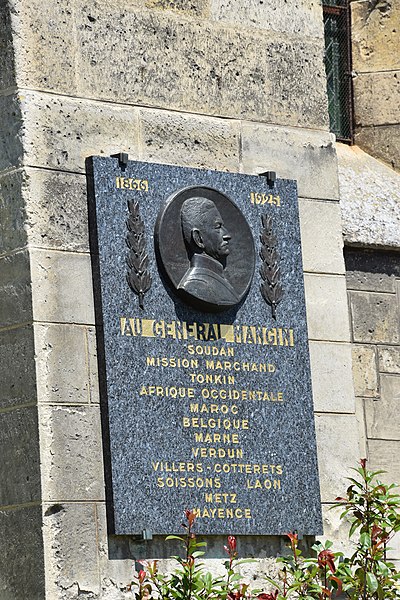 1866 1925
AU GENERAL MANGIN
SOUDAN
MISSION MARCHAND
TONKIN
AFRIQUE OCCIDENTALE
MAROC
BELGIQUE
MARNE
VERDUN
VILLERS-COTTERETS
SOISSONS LAON
METZ
MAYENCE